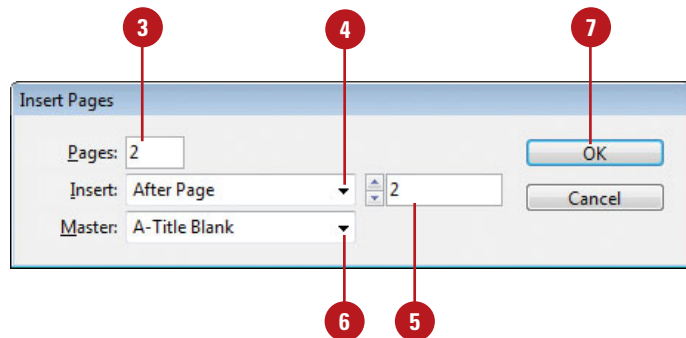 3 4 7
Insert Pages
Pages: 2 OK
Insert: After Page 2 Cancel
Master: A-Title Blank
6 5